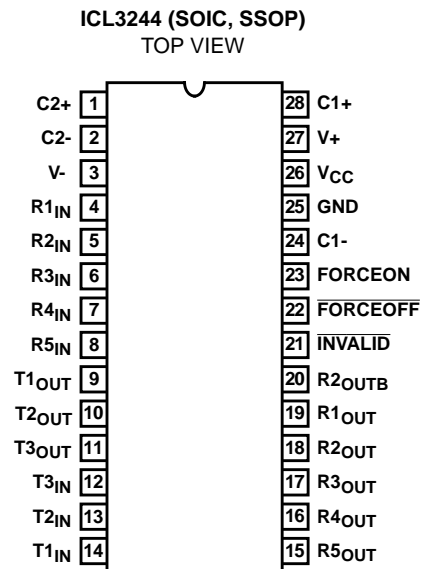 ICL3244 (SOIC, SSOP)
TOP VIEW
C2+ 1 28 C1+
C2- 2 27 V+
V- 3 26 VCC
R1IN 4 25 GND
R2IN 5 24 C1-
R3IN 6 23 FORCEON
R4IN 7 22 FORCEOFF
R5IN 8 21 INVALID
T1OUT 9 20 R2OUTB
T2OUT 10 19 R1OUT
T3OUT 11 18 R2OUT
T3IN 12 17 R3OUT
T2IN 13 16 R4OUT
T1IN 14 15 R5OUT